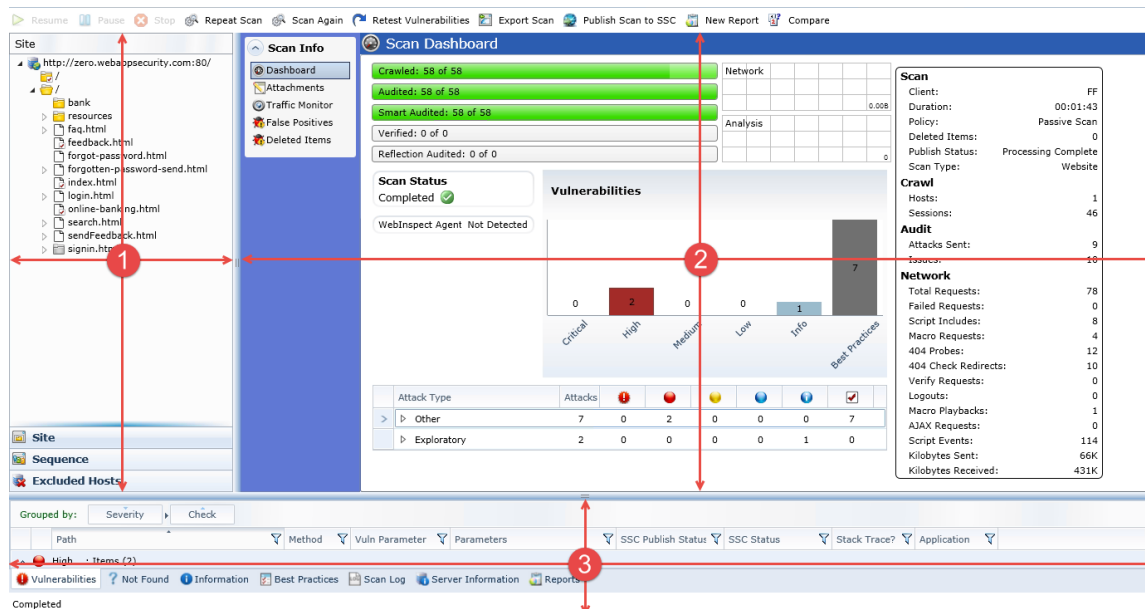 Resume Pause Stop Repeat Scan Scan Again Retest Vulnerabilities Export Scan Publish Scan to SSC New Report Compare
Site
http://zero.webappsecurity.com:80/
/
/
bank
resources
faq.html
feedback.html
forgot-password.html
forgotten-password-send.html
index.html
login.html
online-banking.html
search.html
sendFeedback.html
signin.html
Site
Sequence
Excluded Hosts
1
Scan Info
Dashboard
Attachments
Traffic Monitor
False Positives
Deleted Items
Scan Dashboard
Crawled: 58 of 58
Audited: 58 of 58
Smart Audited: 58 of 58
Verified: 0 of 0
Reflection Audited: 0 of 0
Network
0.00B
Analysis
0
Scan Status
Completed
WebInspect Agent Not Detected
Vulnerabilities
2
0 2 0 0 1 7
Critical High Medium Low Info Best Practices
Attack Type Attacks
Other 7 0 2 0 0 0 7
Exploratory 2 0 0 0 0 1 0
Scan
Client: FF
Duration: 00:01:43
Policy: Passive Scan
Deleted Items: 0
Publish Status: Processing Complete
Scan Type: Website
Crawl
Hosts: 1
Sessions: 46
Audit
Attacks Sent: 9
Issues: 10
Network
Total Requests: 78
Failed Requests: 0
Script Includes: 8
Macro Requests: 4
404 Probes: 12
404 Check Redirects: 10
Verify Requests: 0
Logouts: 0
Macro Playbacks: 1
AJAX Requests: 0
Script Events: 114
Kilobytes Sent: 66K
Kilobytes Received: 431K
Grouped by: Severity Check
Path Method Vuln Parameter Parameters SSC Publish Status SSC Status Stack Trace? Application
High : Items (2)
3
Vulnerabilities Not Found Information Best Practices Scan Log Server Information Reports
Completed